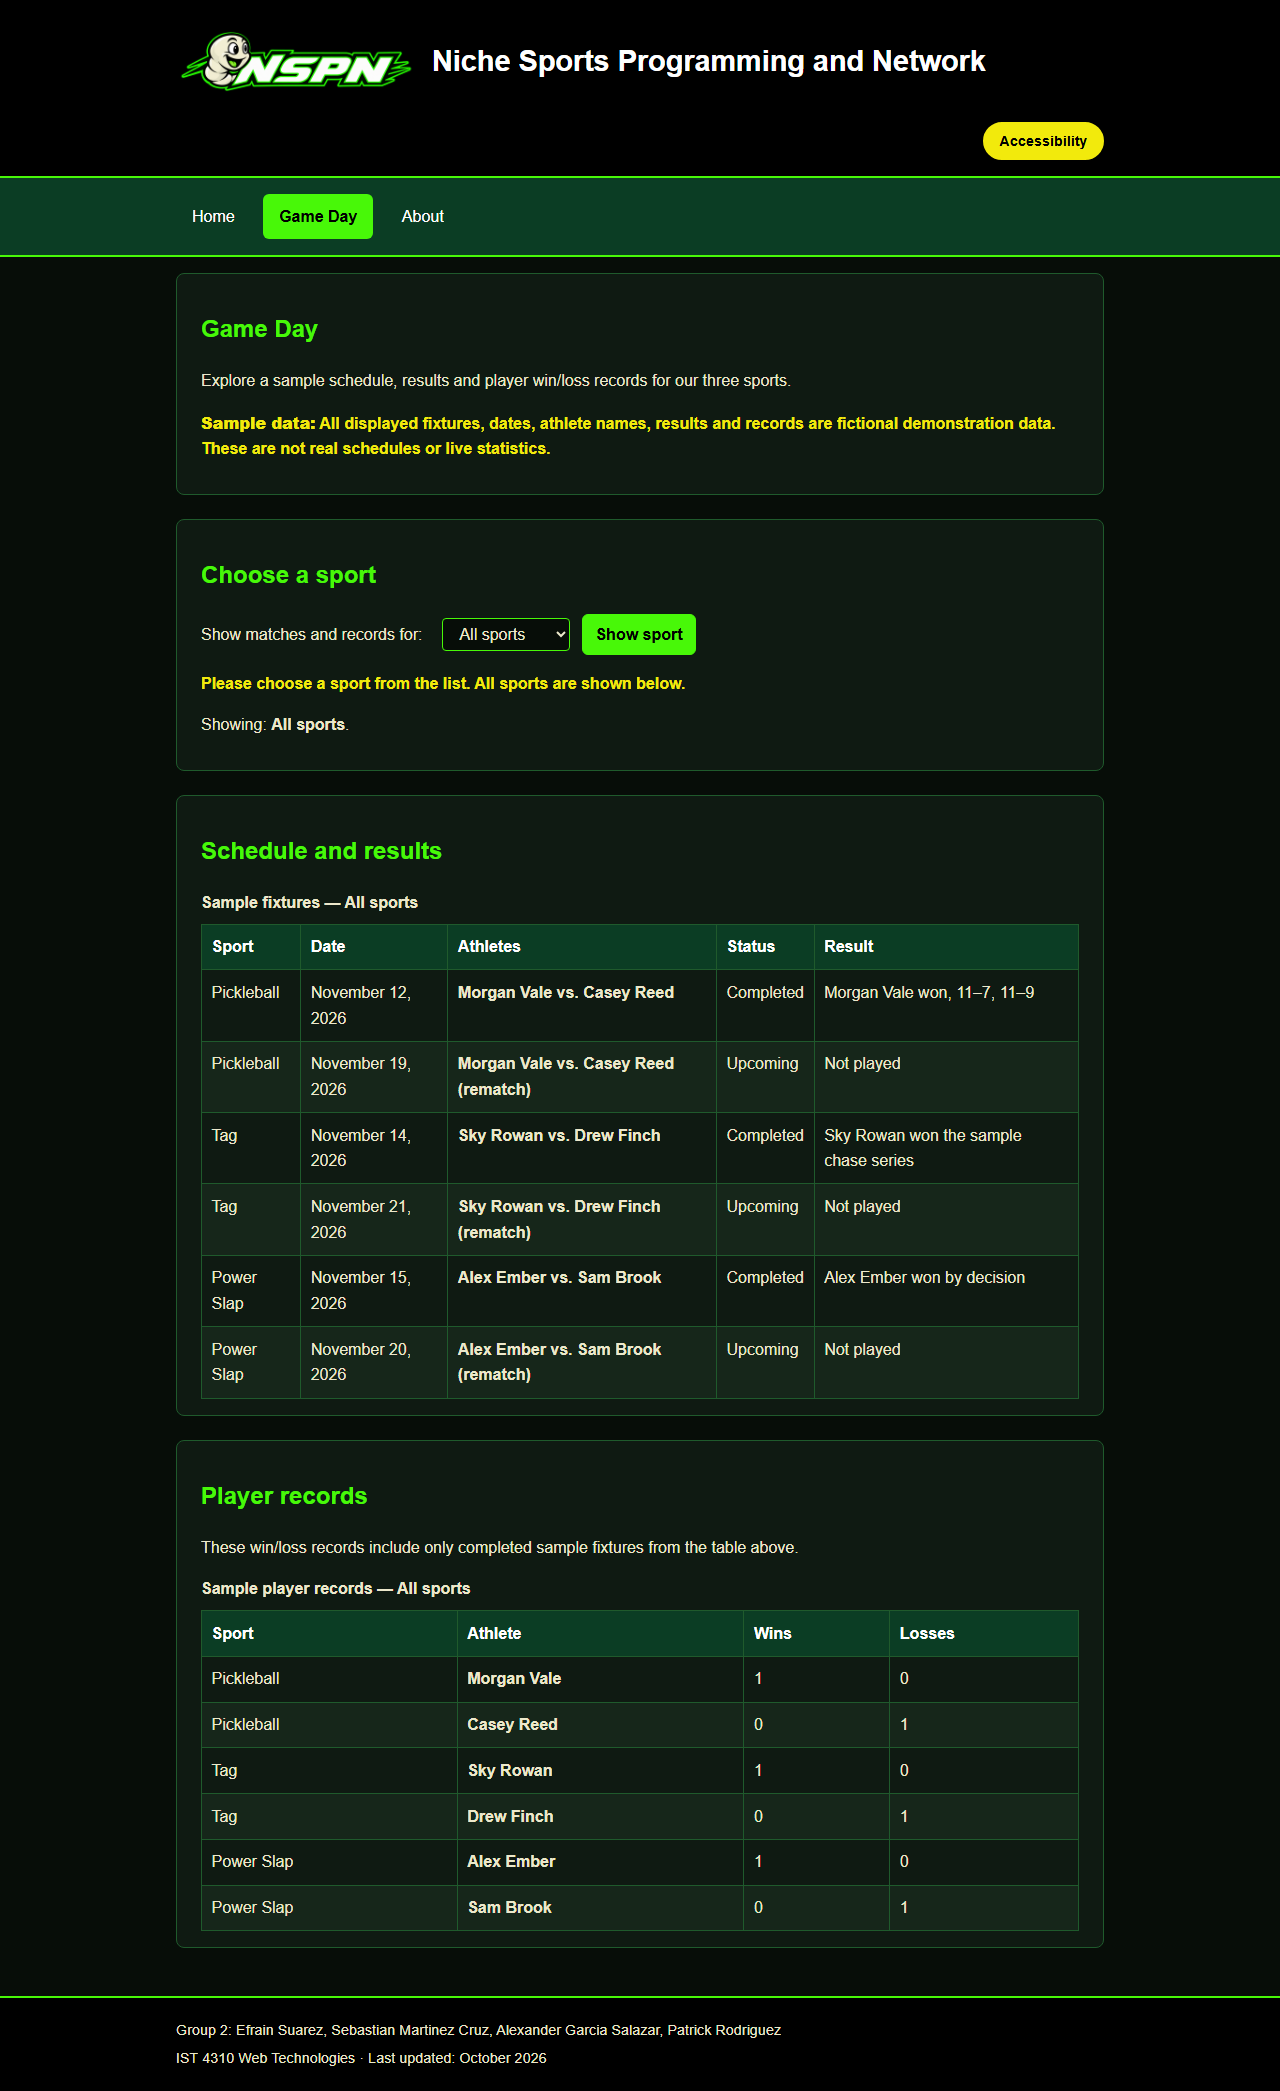 NSPN
Niche Sports Programming and Network
Accessibility
Home Game Day About
Game Day
Explore a sample schedule, results and player win/loss records for our three sports.
Sample data: All displayed fixtures, dates, athlete names, results and records are fictional demonstration data.
These are not real schedules or live statistics.
Choose a sport
Show matches and records for: All sports Show sport
Please choose a sport from the list. All sports are shown below.
Showing: All sports.
Schedule and results
Sample fixtures — All sports
Sport Date Athletes Status Result
Pickleball November 12, 2026 Morgan Vale vs. Casey Reed Completed Morgan Vale won, 11–7, 11–9
Pickleball November 19, 2026 Morgan Vale vs. Casey Reed (rematch) Upcoming Not played
Tag November 14, 2026 Sky Rowan vs. Drew Finch Completed Sky Rowan won the sample chase series
Tag November 21, 2026 Sky Rowan vs. Drew Finch (rematch) Upcoming Not played
Power Slap November 15, 2026 Alex Ember vs. Sam Brook Completed Alex Ember won by decision
Power Slap November 20, 2026 Alex Ember vs. Sam Brook (rematch) Upcoming Not played
Player records
These win/loss records include only completed sample fixtures from the table above.
Sample player records — All sports
Sport Athlete Wins Losses
Pickleball Morgan Vale 1 0
Pickleball Casey Reed 0 1
Tag Sky Rowan 1 0
Tag Drew Finch 0 1
Power Slap Alex Ember 1 0
Power Slap Sam Brook 0 1
Group 2: Efrain Suarez, Sebastian Martinez Cruz, Alexander Garcia Salazar, Patrick Rodriguez
IST 4310 Web Technologies · Last updated: October 2026